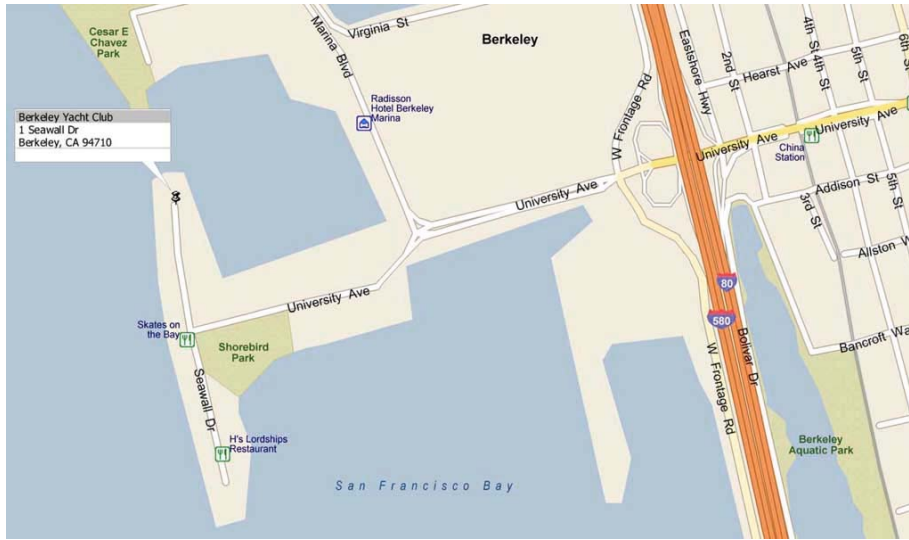 Cesar E
Chavez
Park
Marina Blvd
Virginia St
Berkeley
W Frontage Rd
Eastshore Hwy
2nd St
4th St
4th St
5th St
6th St
Hearst Ave
Berkeley Yacht Club
1 Seawall Dr
Berkeley, CA 94710
Radisson
Hotel Berkeley
Marina
University Ave
University Ave
China
Station
University Ave
Addison St
3rd St
5th St
Allston W
University Ave
80
580
Skates on
the Bay
Shorebird
Park
Bolivar Dr
Bancroft Wa
W Frontage Rd
Seawall Dr
H's Lordships
Restaurant
Berkeley
Aquatic Park
San Francisco Bay